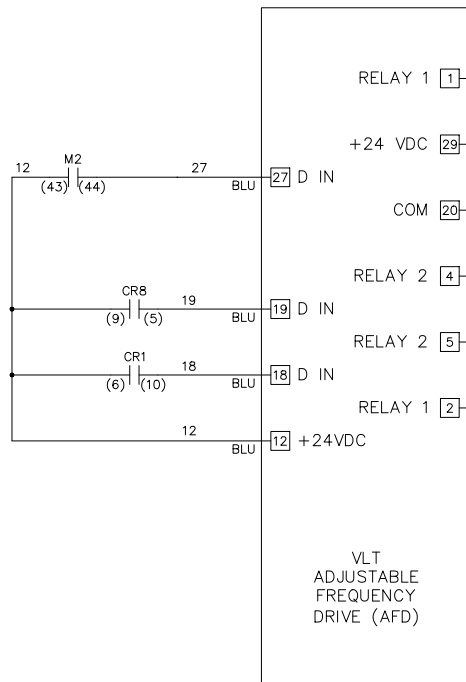 RELAY 1 1
+24 VDC 29
12 M2 27
(43) (44) BLU 27 D IN
COM 20
RELAY 2 4
CR8 19
(9) (5) BLU 19 D IN
RELAY 2 5
CR1 18
(6) (10) BLU 18 D IN
RELAY 1 2
12
BLU 12 +24VDC
VLT
ADJUSTABLE
FREQUENCY
DRIVE (AFD)